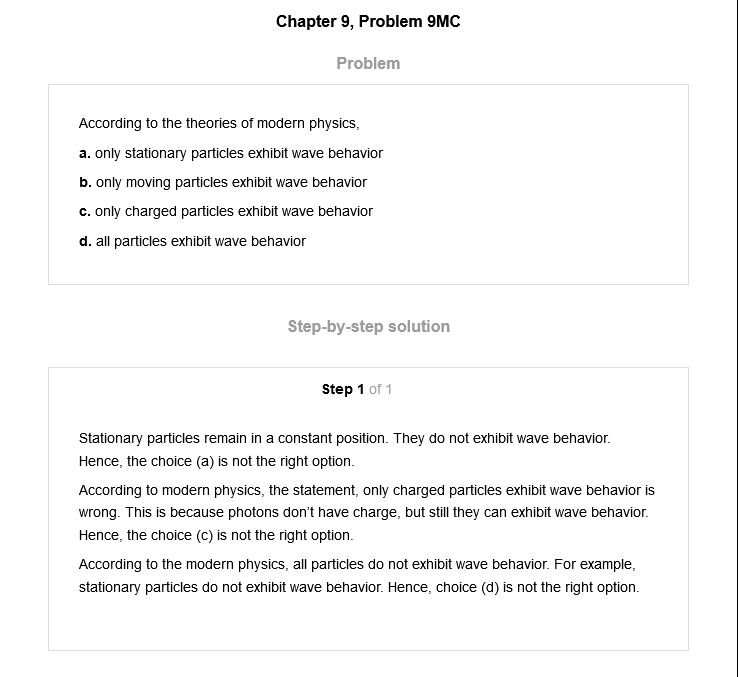 Chapter 9, Problem 9MC
Problem
According to the theories of modern physics,
a. only stationary particles exhibit wave behavior
b. only moving particles exhibit wave behavior
c. only charged particles exhibit wave behavior
d. all particles exhibit wave behavior
Step-by-step solution
Step 1 of 1
Stationary particles remain in a constant position. They do not exhibit wave behavior.
Hence, the choice (a) is not the right option.
According to modern physics, the statement, only charged particles exhibit wave behavior is
wrong. This is because photons don't have charge, but still they can exhibit wave behavior.
Hence, the choice (c) is not the right option.
According to the modern physics, all particles do not exhibit wave behavior. For example,
stationary particles do not exhibit wave behavior. Hence, choice (d) is not the right option.